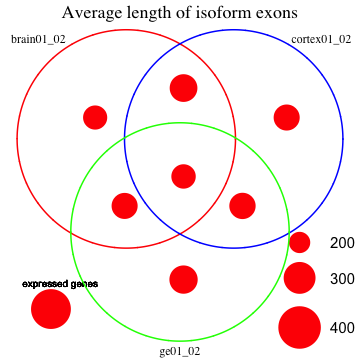 Average length of isoform exons
brain01_02
cortex01_02
200
300
expressed genes
400
ge01_02